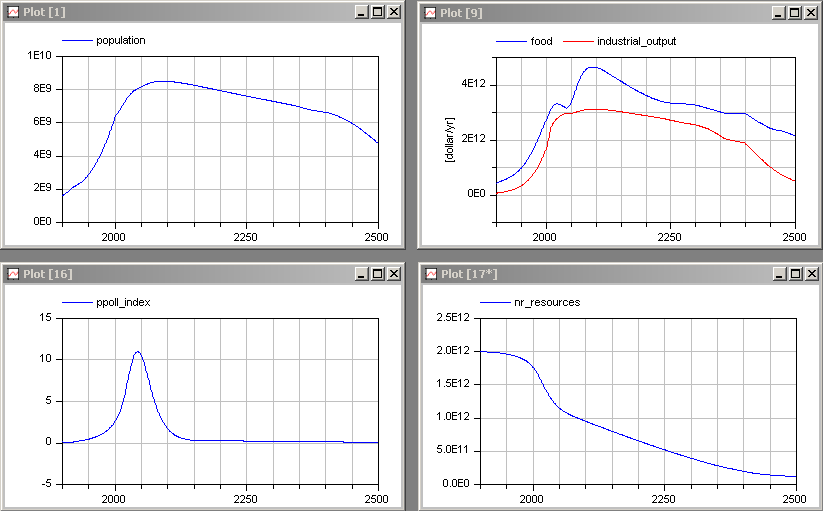 Plot [1]
population
1E10
8E9
6E9
4E9
2E9
0E0
2000 2250 2500
Plot [9]
food industrial_output
[dollar/yr]
4E12
2E12
0E0
2000 2250 2500
Plot [16]
ppoll_index
15
10
5
0
-5
2000 2250 2500
Plot [17*]
nr_resources
2.5E12
2.0E12
1.5E12
1.0E12
5.0E11
0.0E0
2000 2250 2500